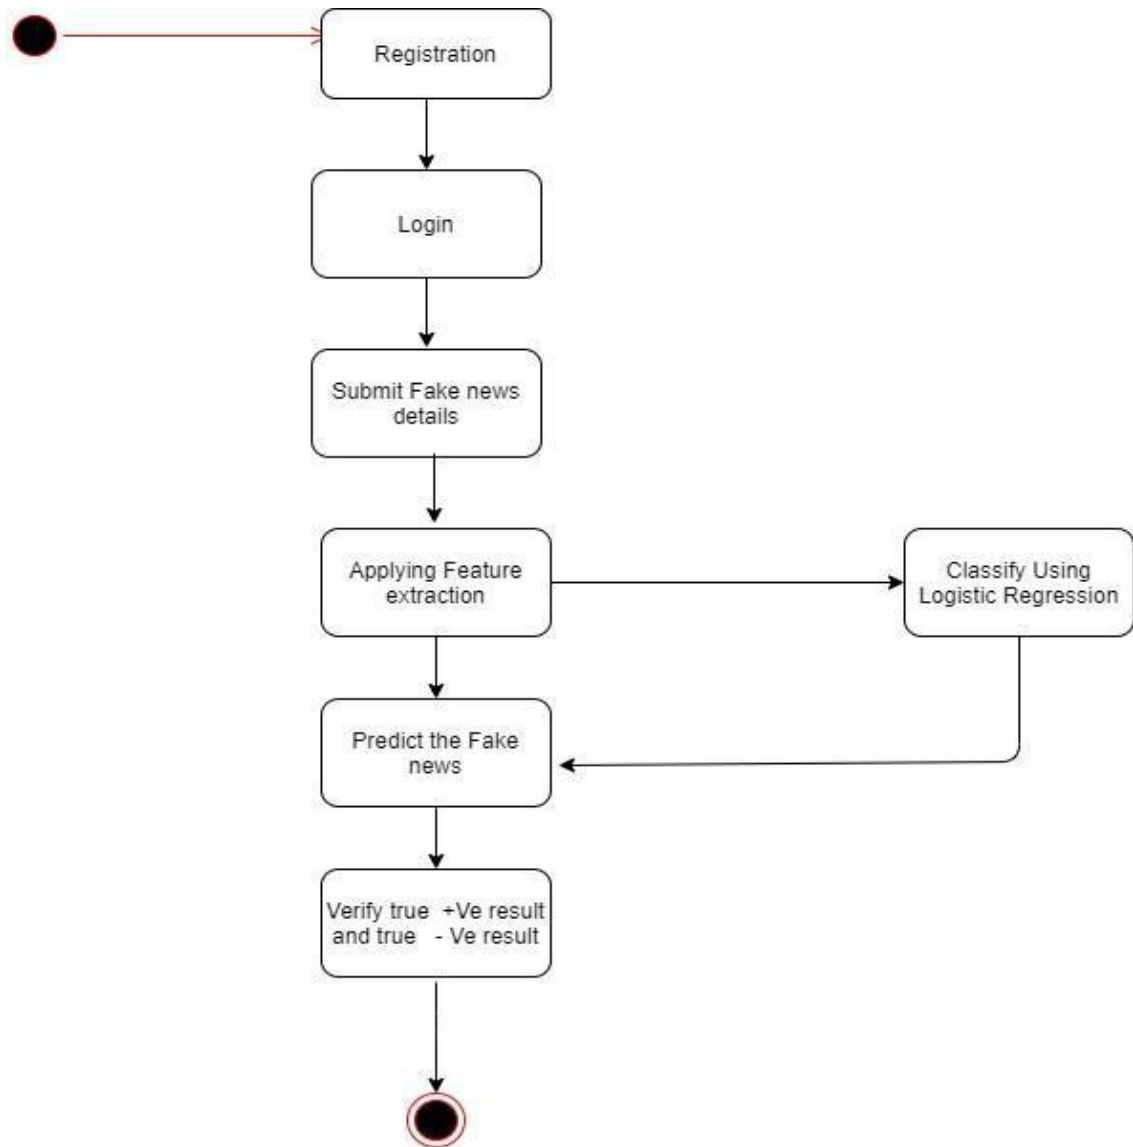 Registration
Login
Submit Fake news
details
Applying Feature
extraction
Classify Using
Logistic Regression
Predict the Fake
news
Verify true  +Ve result
and true   - Ve result